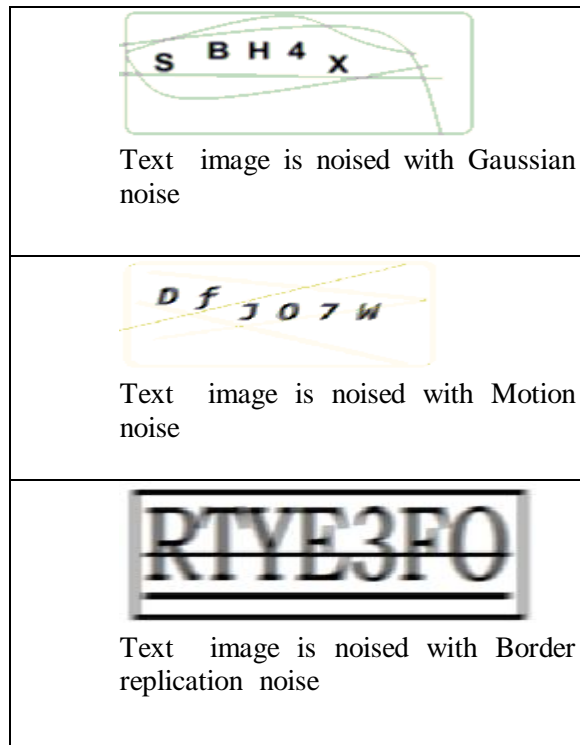 S B H 4 X
Text image is noised with Gaussian
noise
D f J O 7 W
Text image is noised with Motion
noise
RTYE3FO
Text image is noised with Border
replication noise